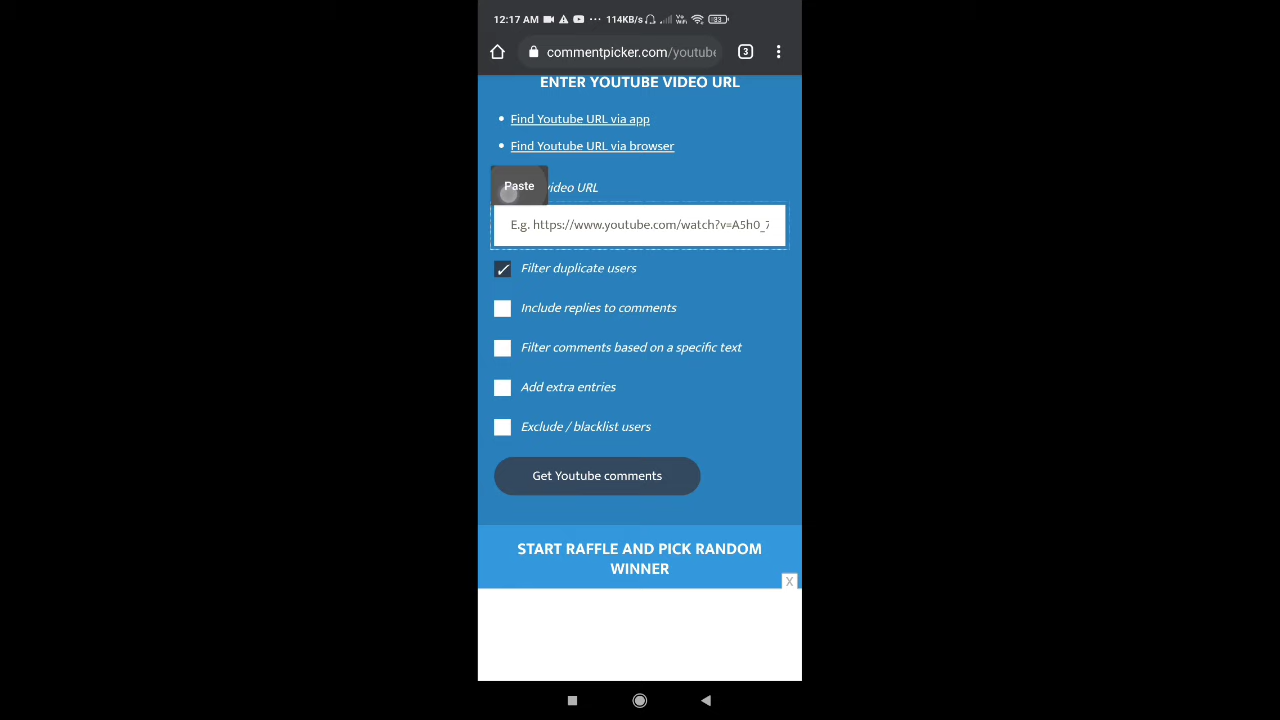 12:17 AM ... 114KB/s Vo WiFi 33
commentpicker.com/youtube
3
ENTER YOUTUBE VIDEO URL
Find Youtube URL via app
Find Youtube URL via browser
Paste video URL
E.g. https://www.youtube.com/watch?v=A5h0_7
Filter duplicate users
Include replies to comments
Filter comments based on a specific text
Add extra entries
Exclude / blacklist users
Get Youtube comments
START RAFFLE AND PICK RANDOM
WINNER
X